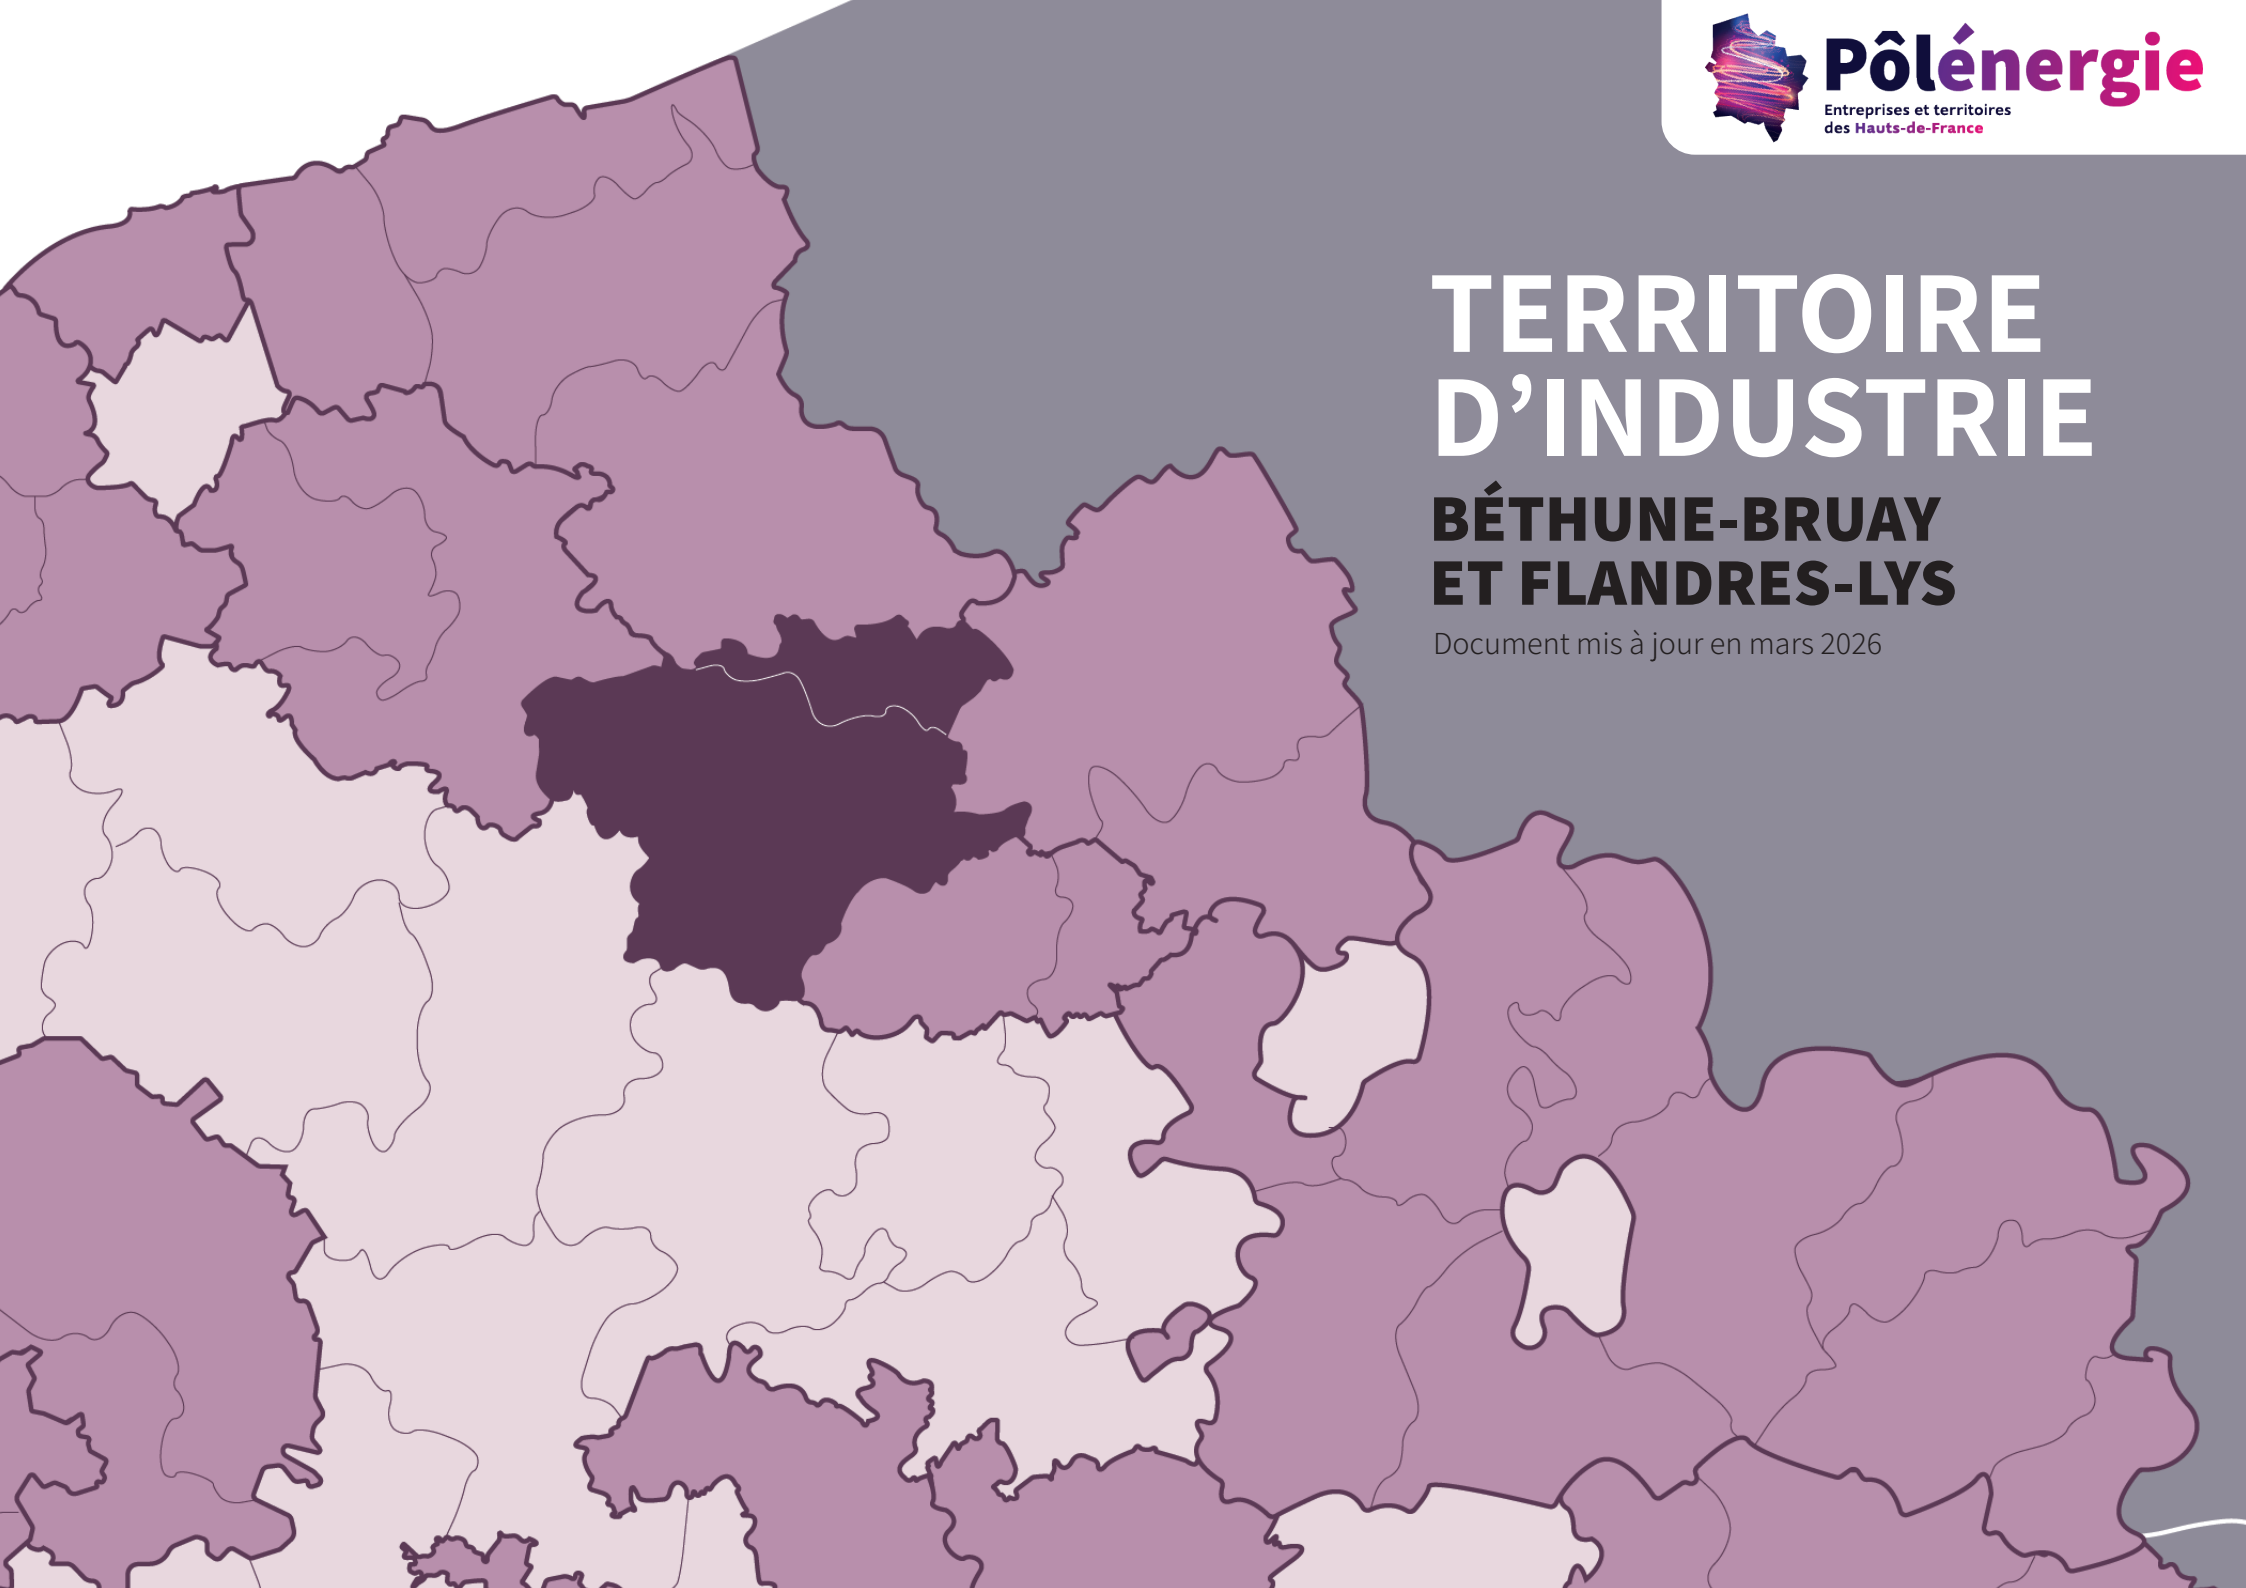 Pôlénergie
Entreprises et territoires
des Hauts-de-France
TERRITOIRE
D’INDUSTRIE
BÉTHUNE-BRUAY
ET FLANDRES-LYS
Document mis à jour en mars 2026